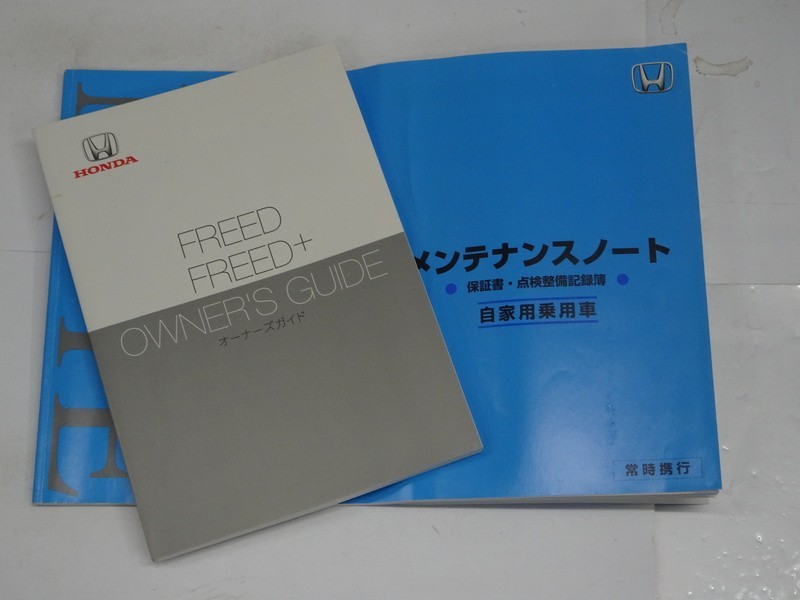 HONDA
FREED
FREED+
OWNER'S GUIDE
オーナーズガイド
メンテナンスノート
保証書・点検整備記録簿
自家用乗用車
常時携行